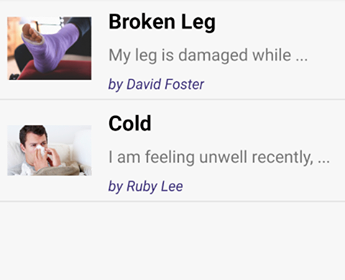 Broken Leg
My leg is damaged while ...
by David Foster
Cold
I am feeling unwell recently, ...
by Ruby Lee